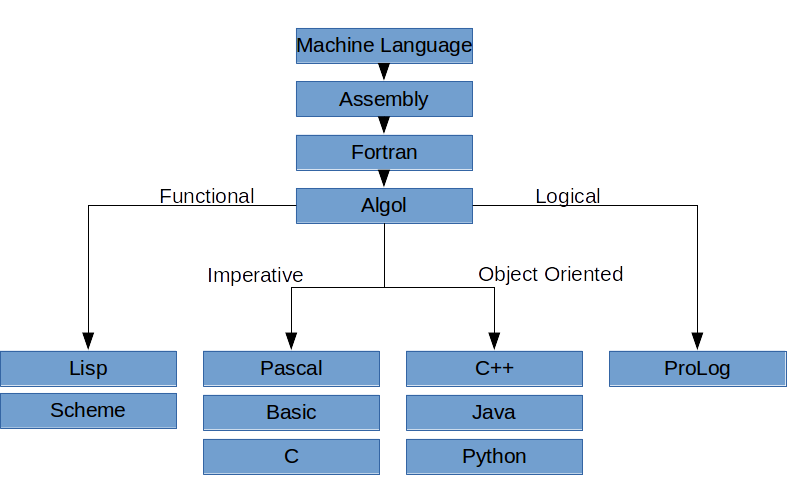 Machine Language
Assembly
Fortran
Functional
Algol
Logical
Imperative
Object Oriented
Lisp
Pascal
C++
ProLog
Scheme
Basic
Java
C
Python